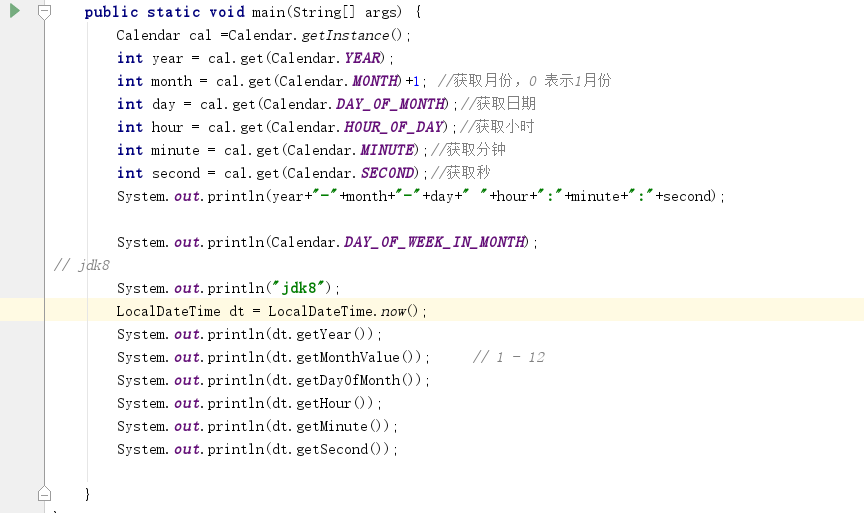 public static void main(String[] args) {
Calendar cal =Calendar.getInstance();
int year = cal.get(Calendar.YEAR);
int month = cal.get(Calendar.MONTH)+1; //获取月份，0 表示1月份
int day = cal.get(Calendar.DAY_OF_MONTH);//获取日期
int hour = cal.get(Calendar.HOUR_OF_DAY);//获取小时
int minute = cal.get(Calendar.MINUTE);//获取分钟
int second = cal.get(Calendar.SECOND);//获取秒
System.out.println(year+"-"+month+"-"+day+" "+hour+":"+minute+":"+second);
System.out.println(Calendar.DAY_OF_WEEK_IN_MONTH);
// jdk8
System.out.println("jdk8");
LocalDateTime dt = LocalDateTime.now();
System.out.println(dt.getYear());
System.out.println(dt.getMonthValue()); // 1 - 12
System.out.println(dt.getDayOfMonth());
System.out.println(dt.getHour());
System.out.println(dt.getMinute());
System.out.println(dt.getSecond());
}